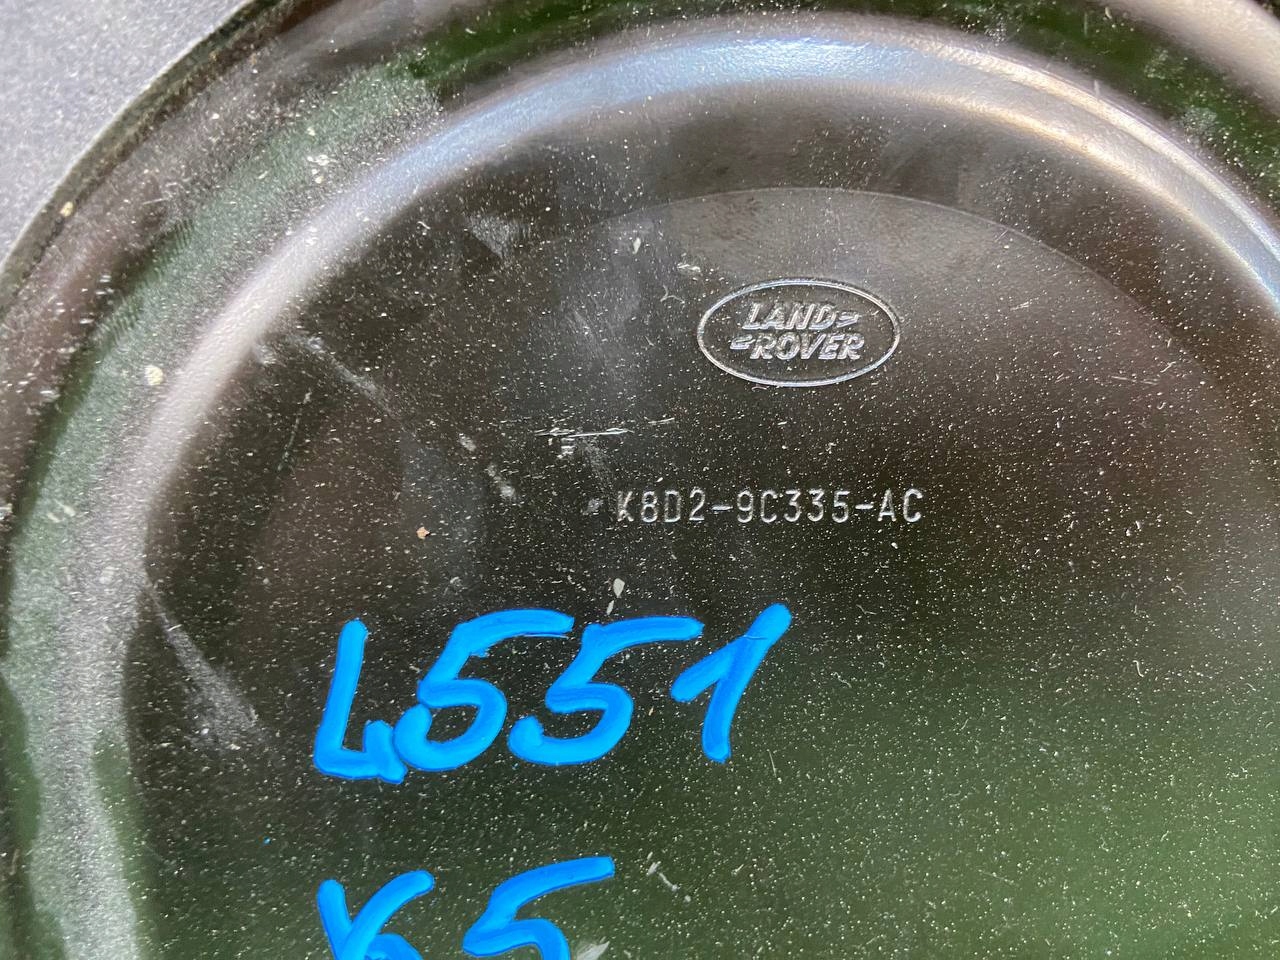 LAND
ROVER
K8D2-9C335-AC
L551